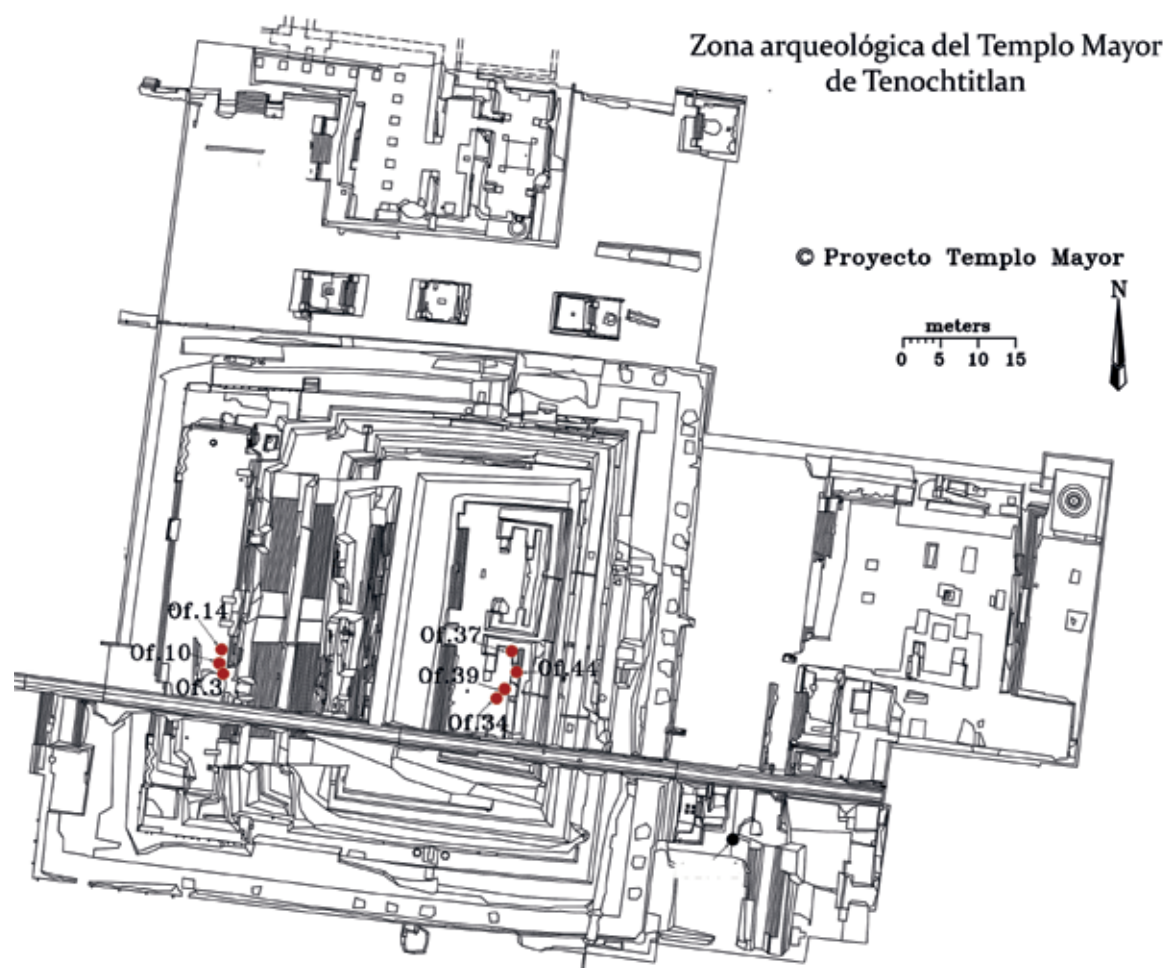 Zona arqueológica del Templo Mayor
de Tenochtitlan
© Proyecto Templo Mayor
N
meters
0 5 10 15
Of.14
Of.10
Of.3
Of.37
Of.44
Of.39
Of.34